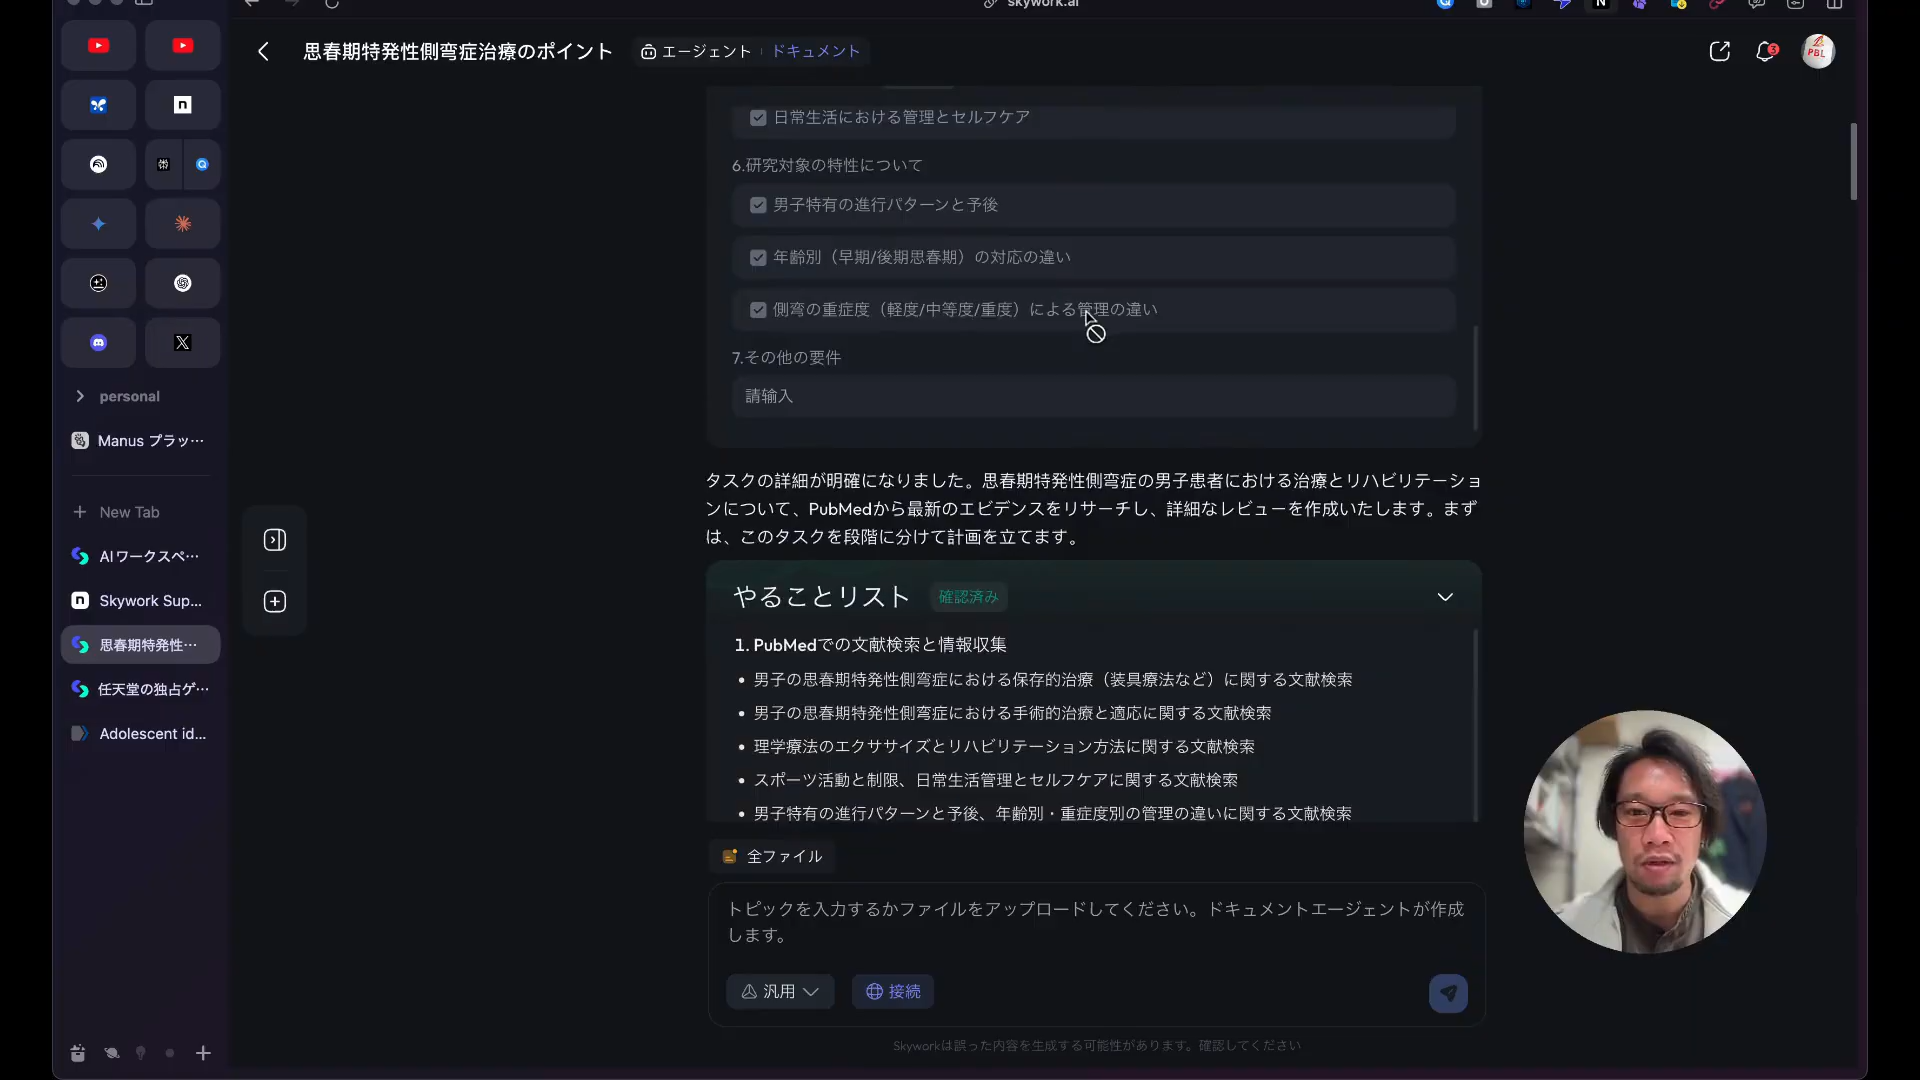 skywork.ai
思春期特発性側弯症治療のポイント
エージェント
ドキュメント
3
PBL
日常生活における管理とセルフケア
6.研究対象の特性について
男子特有の進行パターンと予後
年齢別（早期/後期思春期）の対応の違い
側弯の重症度（軽度/中等度/重度）による管理の違い
7.その他の要件
請输入
タスクの詳細が明確になりました。思春期特発性側弯症の男子患者における治療とリハビリテーショ
ンについて、PubMedから最新のエビデンスをリサーチし、詳細なレビューを作成いたします。まず
は、このタスクを段階に分けて計画を立てます。
やることリスト
確認済み
1. PubMedでの文献検索と情報収集
• 男子の思春期特発性側弯症における保存的治療（装具療法など）に関する文献検索
• 男子の思春期特発性側弯症における手術的治療と適応に関する文献検索
• 理学療法のエクササイズとリハビリテーション方法に関する文献検索
• スポーツ活動と制限、日常生活管理とセルフケアに関する文献検索
• 男子特有の進行パターンと予後、年齢別・重症度別の管理の違いに関する文献検索
全ファイル
トピックを入力するかファイルをアップロードしてください。ドキュメントエージェントが作成
します。
汎用
接続
Skyworkは誤った内容を生成する可能性があります。確認してください
personal
Manus プラッ…
New Tab
AIワークスペ…
Skywork Sup...
思春期特発性…
任天堂の独占ゲ…
Adolescent id...